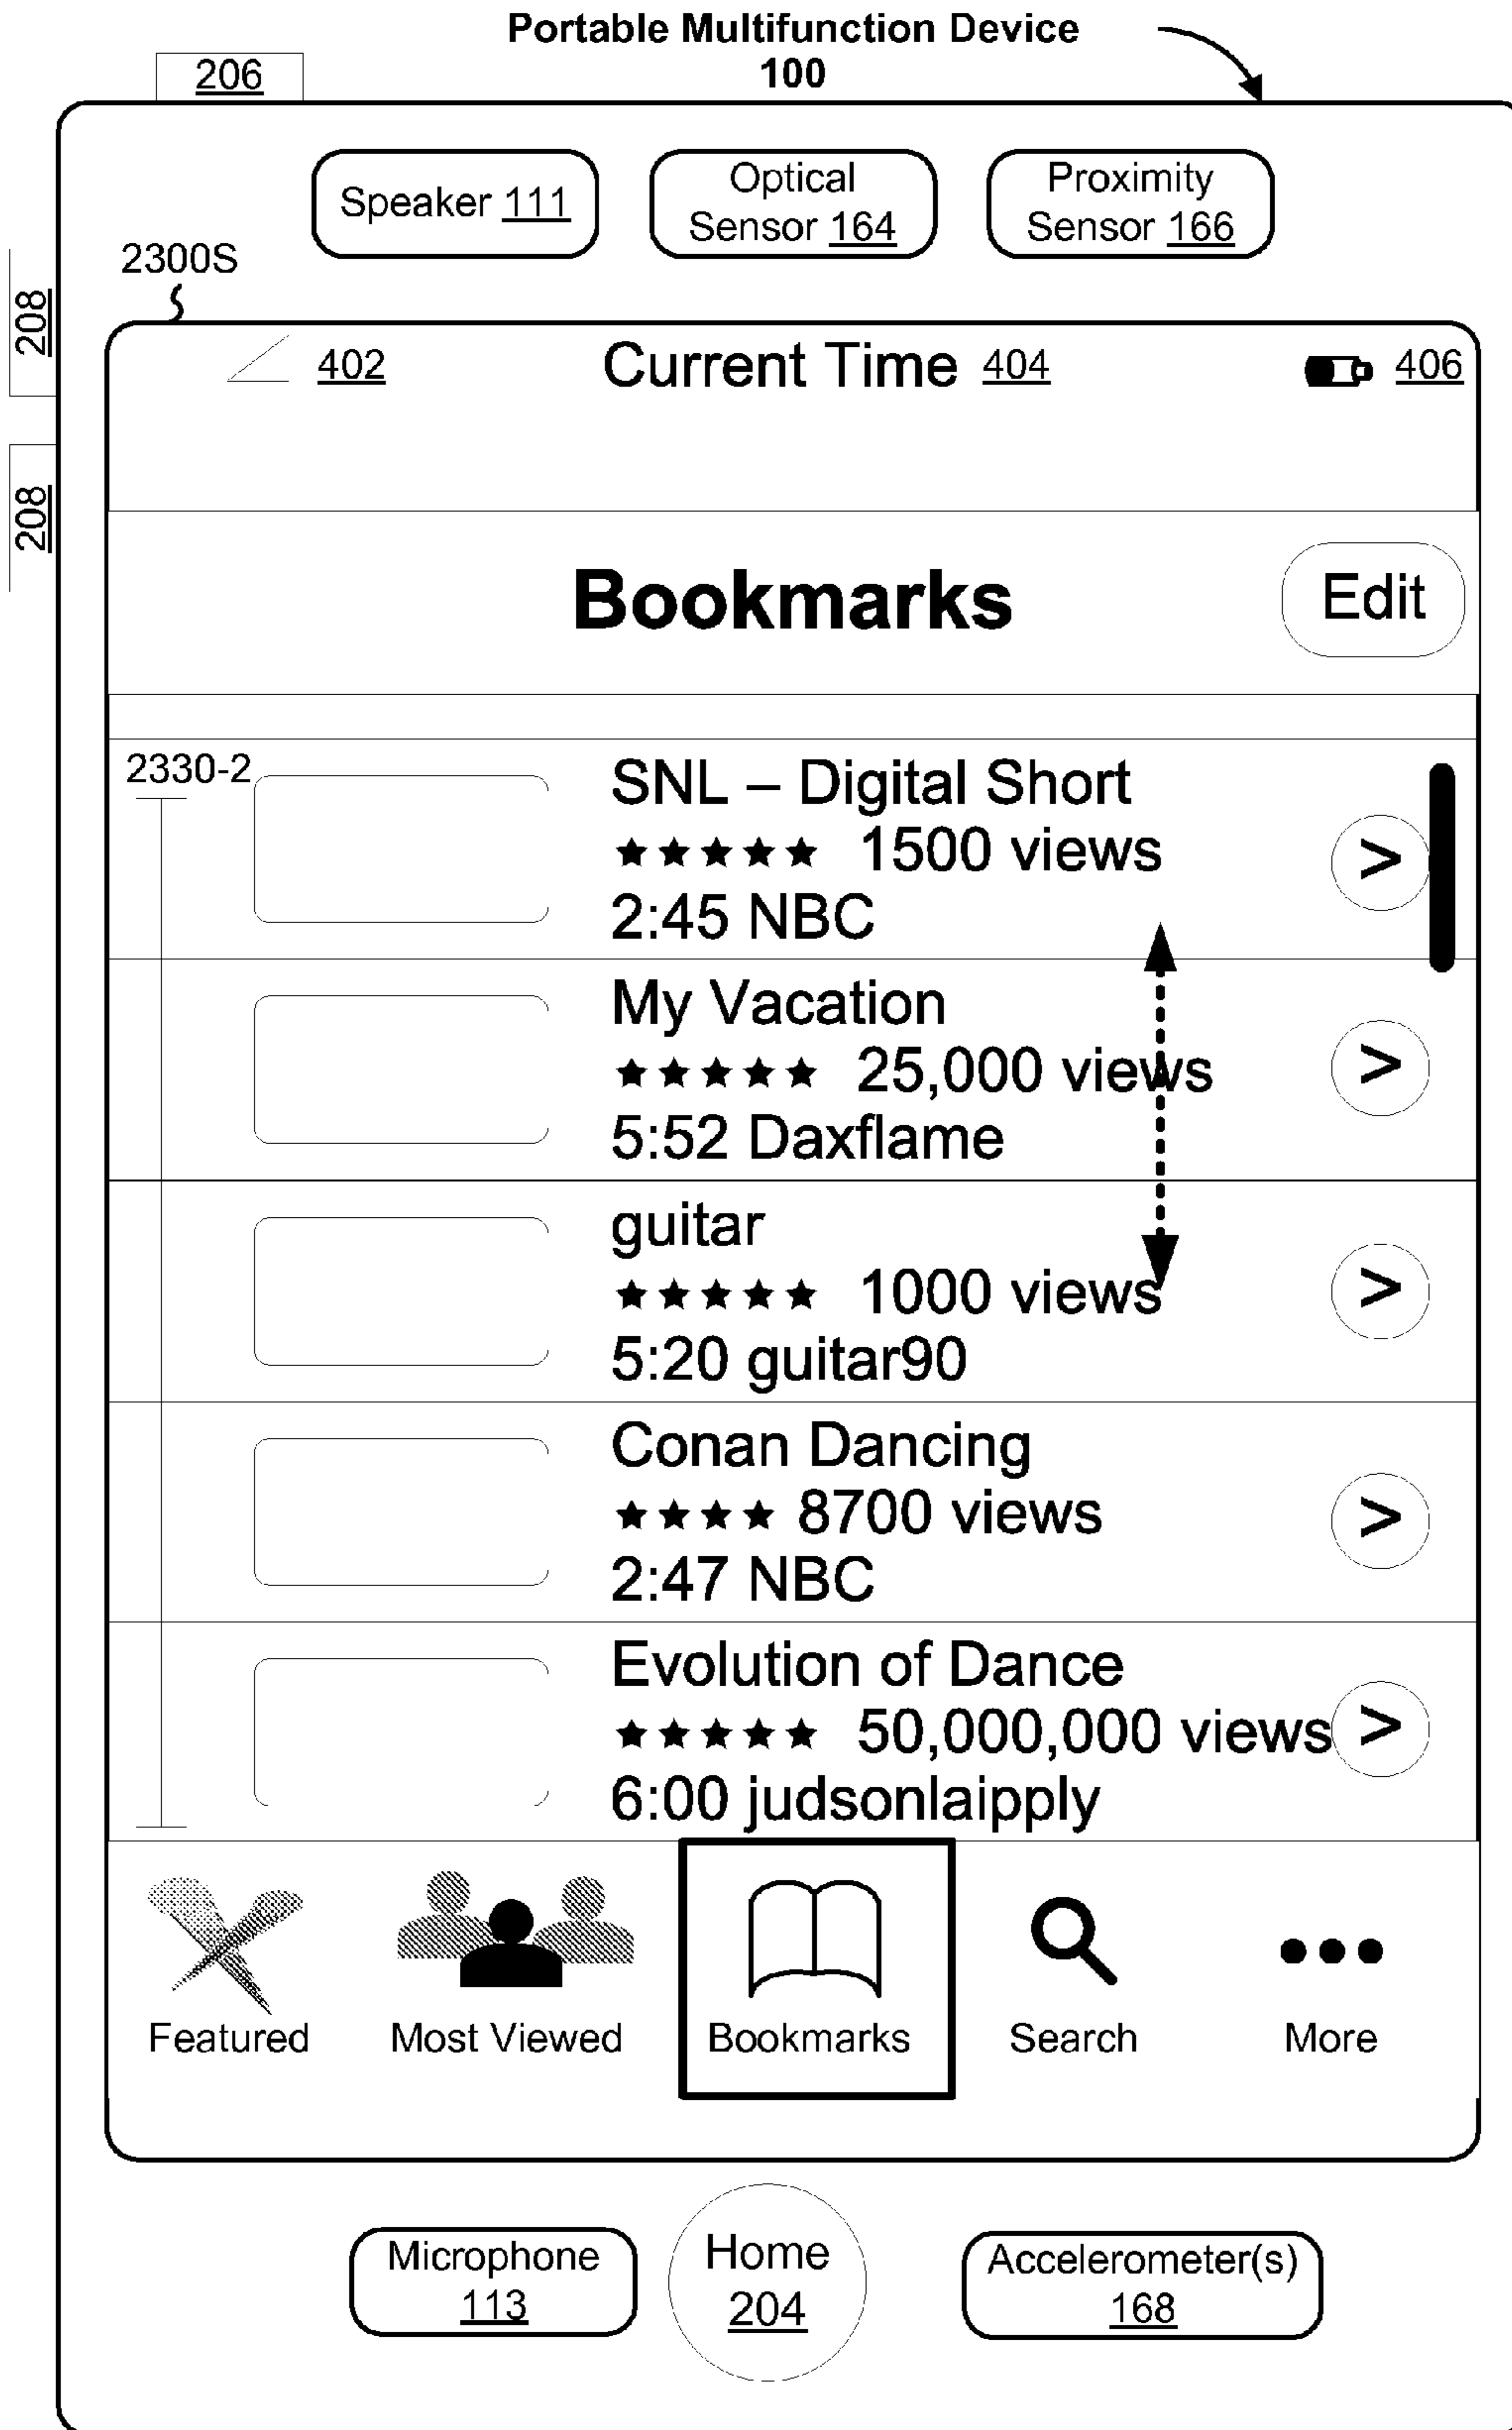 Portable Multifunction Device
100
206
Speaker 111
Optical
Sensor 164
Proximity
Sensor 166
2300S
208
208
402
Current Time 404
406
Bookmarks
Edit
2330-2
SNL – Digital Short
★★★★★ 1500 views
2:45 NBC
>
My Vacation
★★★★★ 25,000 views
5:52 Daxflame
>
guitar
★★★★★ 1000 views
5:20 guitar90
>
Conan Dancing
★★★★ 8700 views
2:47 NBC
>
Evolution of Dance
★★★★★ 50,000,000 views
6:00 judsonlaipply
>
Featured
Most Viewed
Bookmarks
Search
More
Microphone
113
Home
204
Accelerometer(s)
168